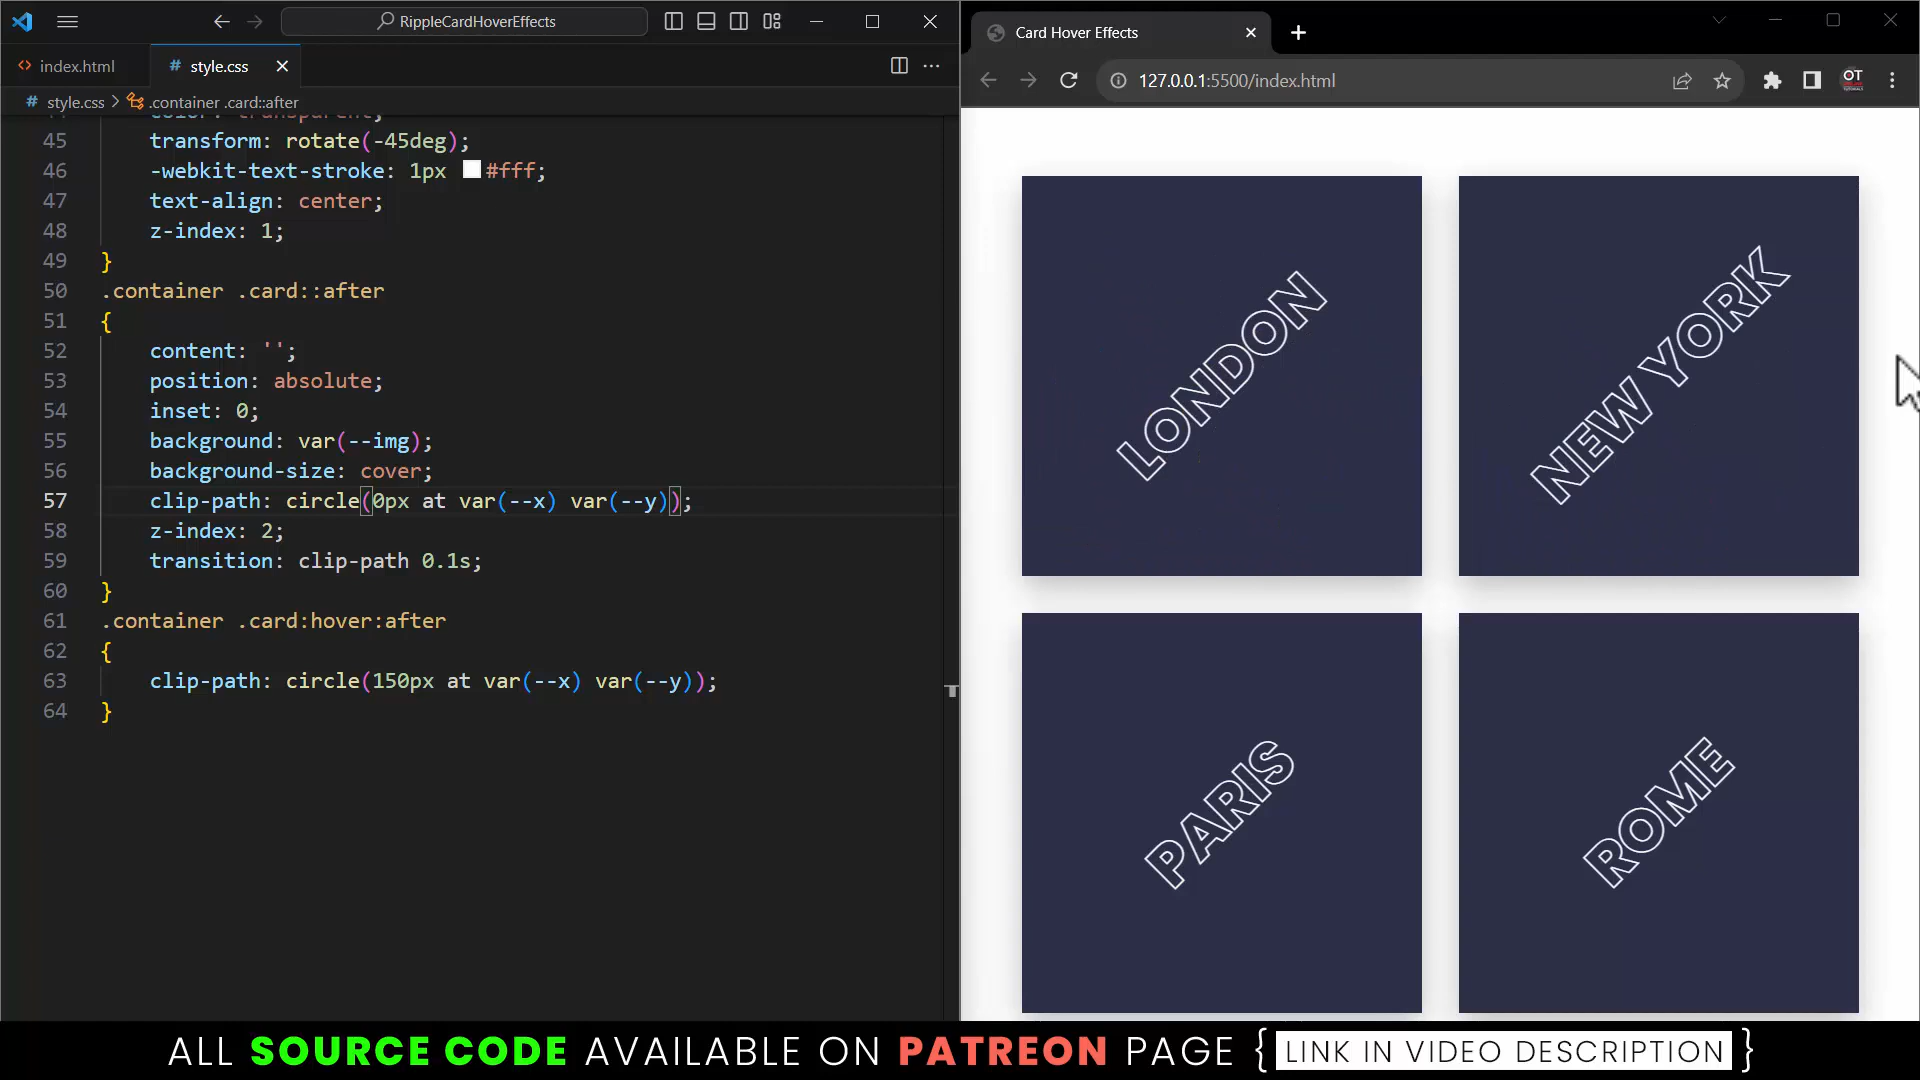 RippleCardHoverEffects
index.html
# style.css
# style.css > .container .card::after
44 color: transparent;
45 transform: rotate(-45deg);
46 -webkit-text-stroke: 1px #fff;
47 text-align: center;
48 z-index: 1;
49 }
50 .container .card::after
51 {
52 content: '';
53 position: absolute;
54 inset: 0;
55 background: var(--img);
56 background-size: cover;
57 clip-path: circle(0px at var(--x) var(--y));
58 z-index: 2;
59 transition: clip-path 0.1s;
60 }
61 .container .card:hover:after
62 {
63 clip-path: circle(150px at var(--x) var(--y));
64 }
Card Hover Effects
127.0.0.1:5500/index.html
OT
LONDON
NEW YORK
PARIS
ROME
ALL SOURCE CODE AVAILABLE ON PATREON PAGE { LINK IN VIDEO DESCRIPTION }